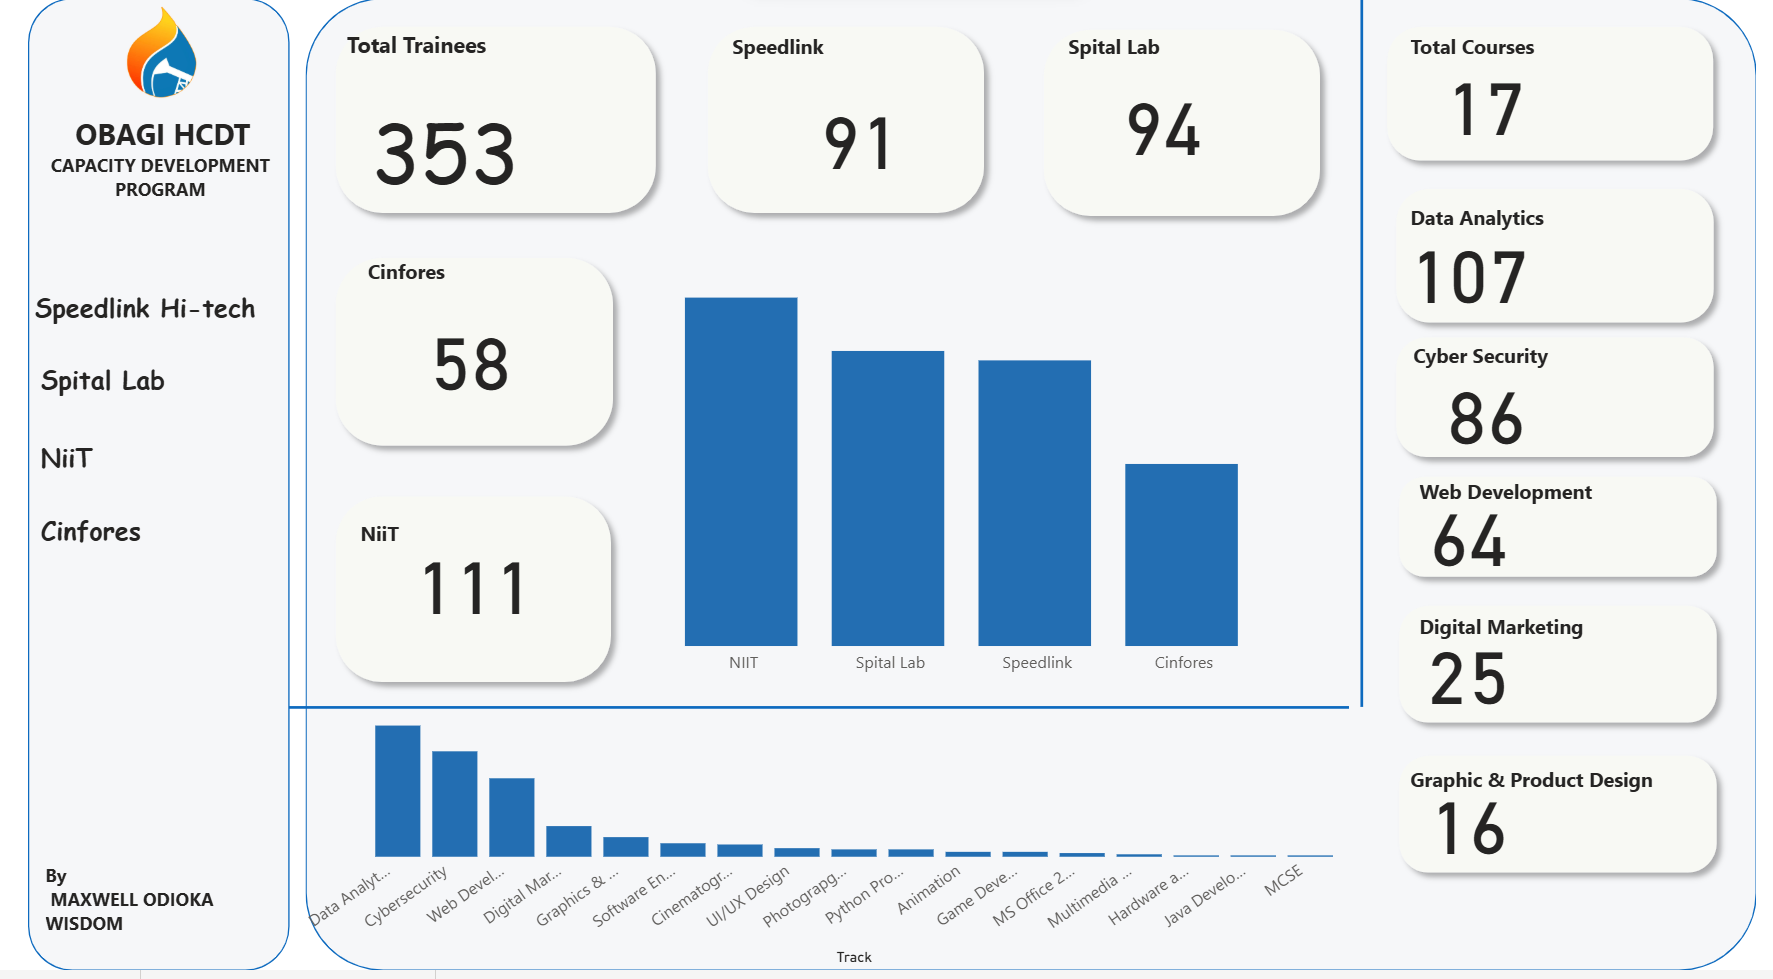 OBAGI HCDT
CAPACITY DEVELOPMENT
PROGRAM
Speedlink Hi-tech
Spital Lab
NiiT
Cinfores
By
MAXWELL ODIOKA
WISDOM
Total Trainees
353
Speedlink
91
Spital Lab
94
Cinfores
58
NiiT
111
NIIT
Spital Lab
Speedlink
Cinfores
Data Analyt...
Cybersecurity
Web Devel...
Digital Mar...
Graphics & ...
Software En...
Cinematogr...
UI/UX Design
Photograpg...
Python Pro...
Animation
Game Deve...
MS Office 2...
Multimedia ...
Hardware a...
Java Develo...
MCSE
Track
Total Courses
17
Data Analytics
107
Cyber Security
86
Web Development
64
Digital Marketing
25
Graphic & Product Design
16